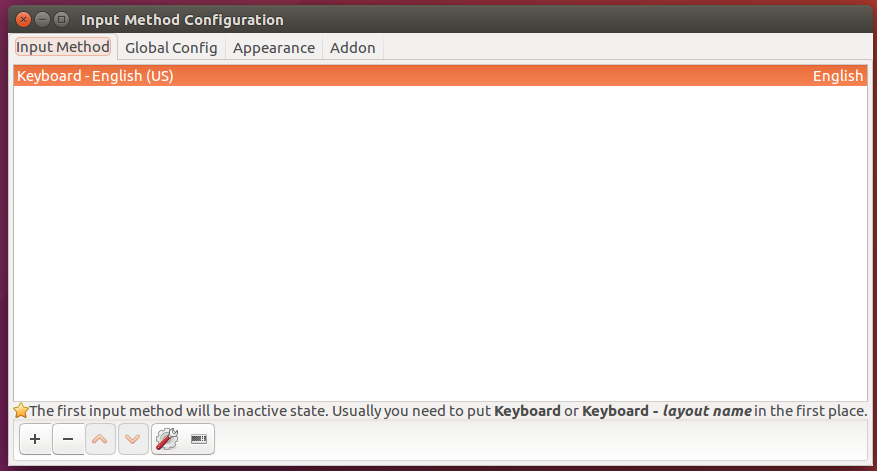 Input Method Configuration
Input Method Global Config Appearance Addon
Keyboard - English (US) English
The first input method will be inactive state. Usually you need to put Keyboard or Keyboard - layout name in the first place.